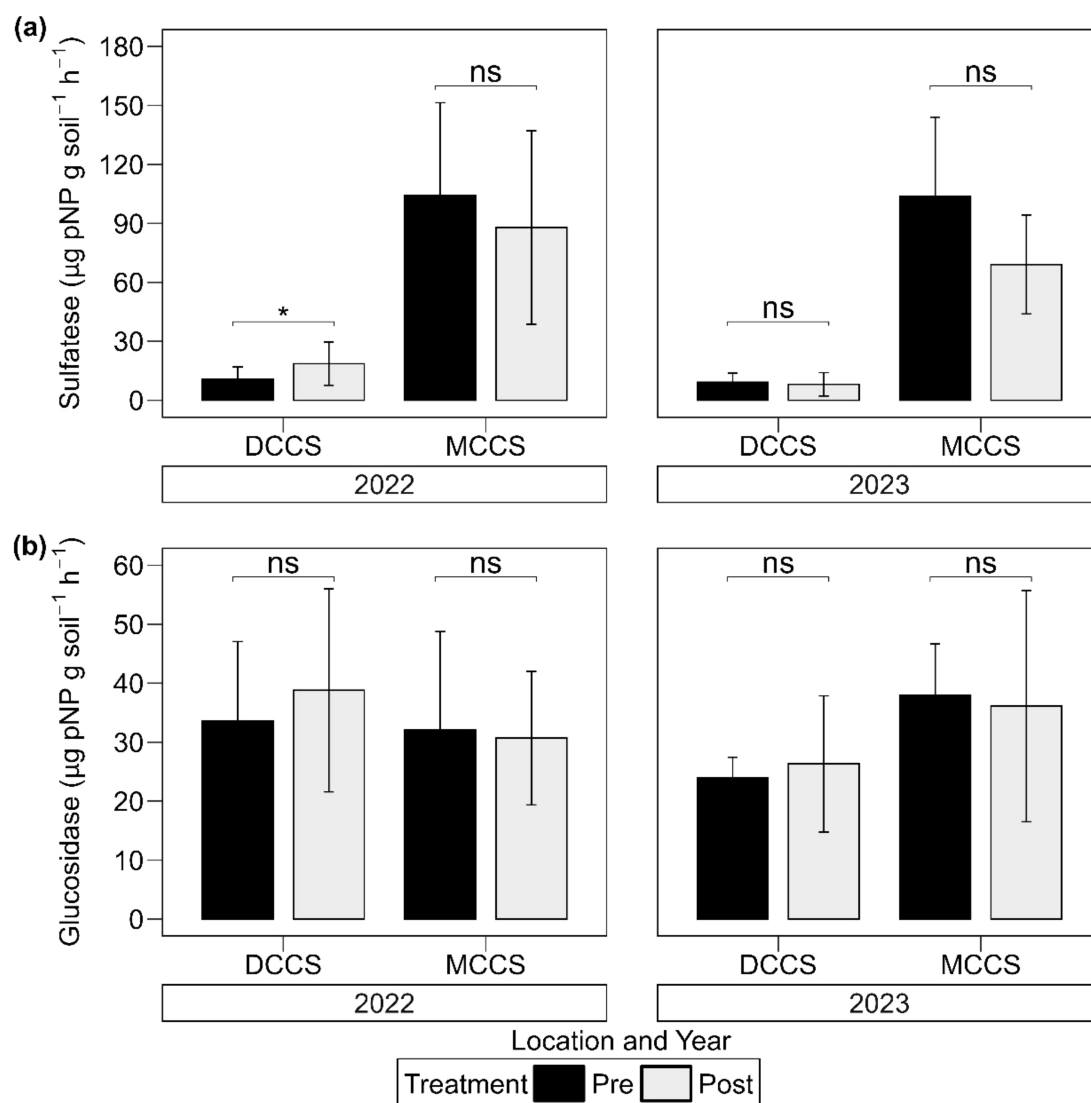 (a)
Sulfatese (µg pNP g soil⁻¹ h⁻¹)
180
150
120
90
60
30
0
*
ns
ns
ns
DCCS
MCCS
DCCS
MCCS
2022
2023
(b)
Glucosidase (µg pNP g soil⁻¹ h⁻¹)
60
50
40
30
20
10
0
ns
ns
ns
ns
DCCS
MCCS
DCCS
MCCS
2022
2023
Location and Year
Treatment Pre Post